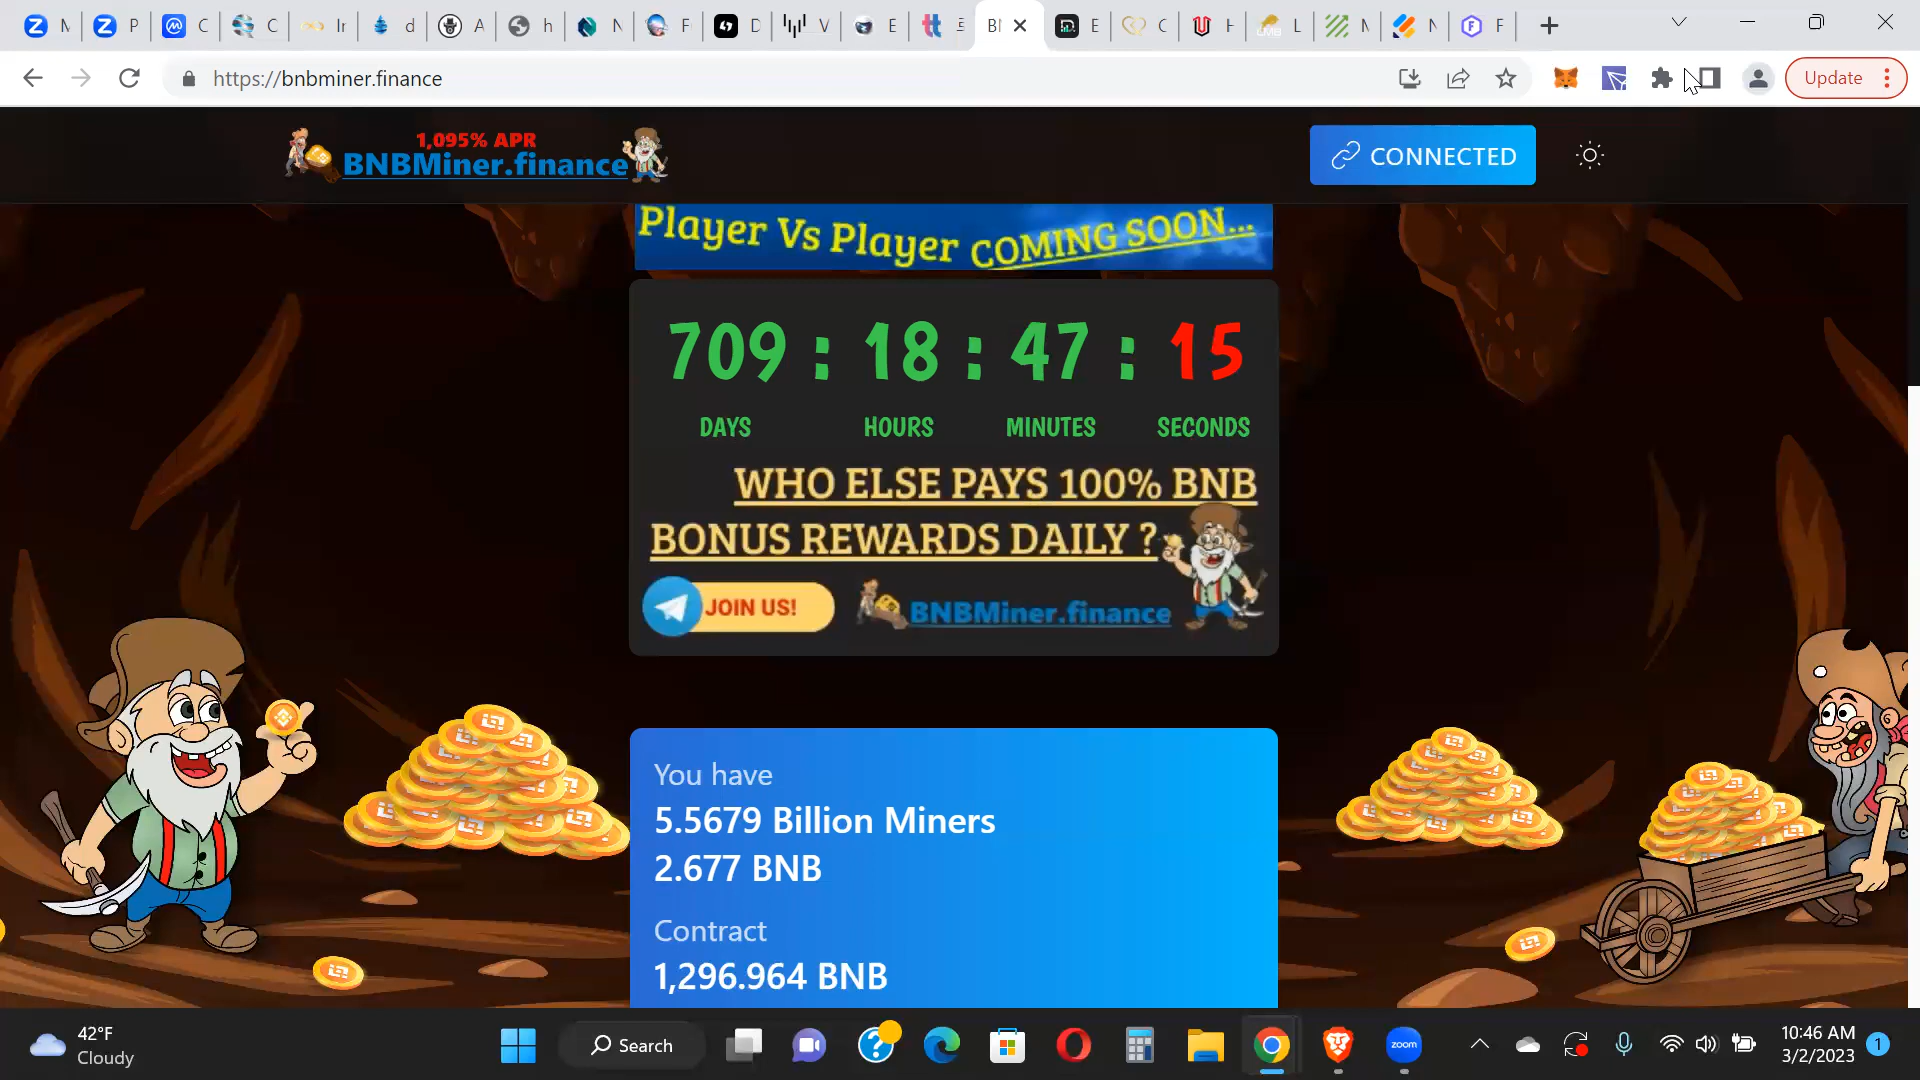 https://bnbminer.finance
Update
1,095% APR
BNBMiner.finance
CONNECTED
Player Vs Player COMING SOON...
709 : 18 : 47 : 15
DAYS HOURS MINUTES SECONDS
WHO ELSE PAYS 100% BNB
BONUS REWARDS DAILY ?
JOIN US!
BNBMiner.finance
You have
5.5679 Billion Miners
2.677 BNB
Contract
1,296.964 BNB
42°F
Cloudy
Search
zoom
10:46 AM
3/2/2023
1